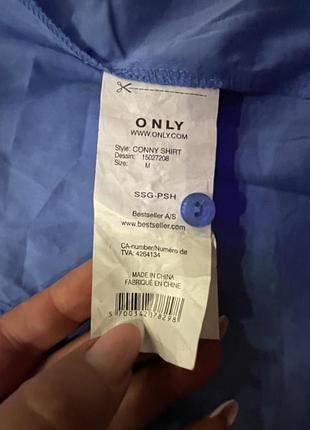 ONLY
WWW.ONLY.COM
Style: CONNY SHIRT
Dessin: 15027208
Size: M
SSG-PSH
Bestseller A/S
www.bestseller.com
CA-number/Numéro de
TVA: 4264134
MADE IN CHINA
FABRIQUÉ EN CHINE
5700342078298